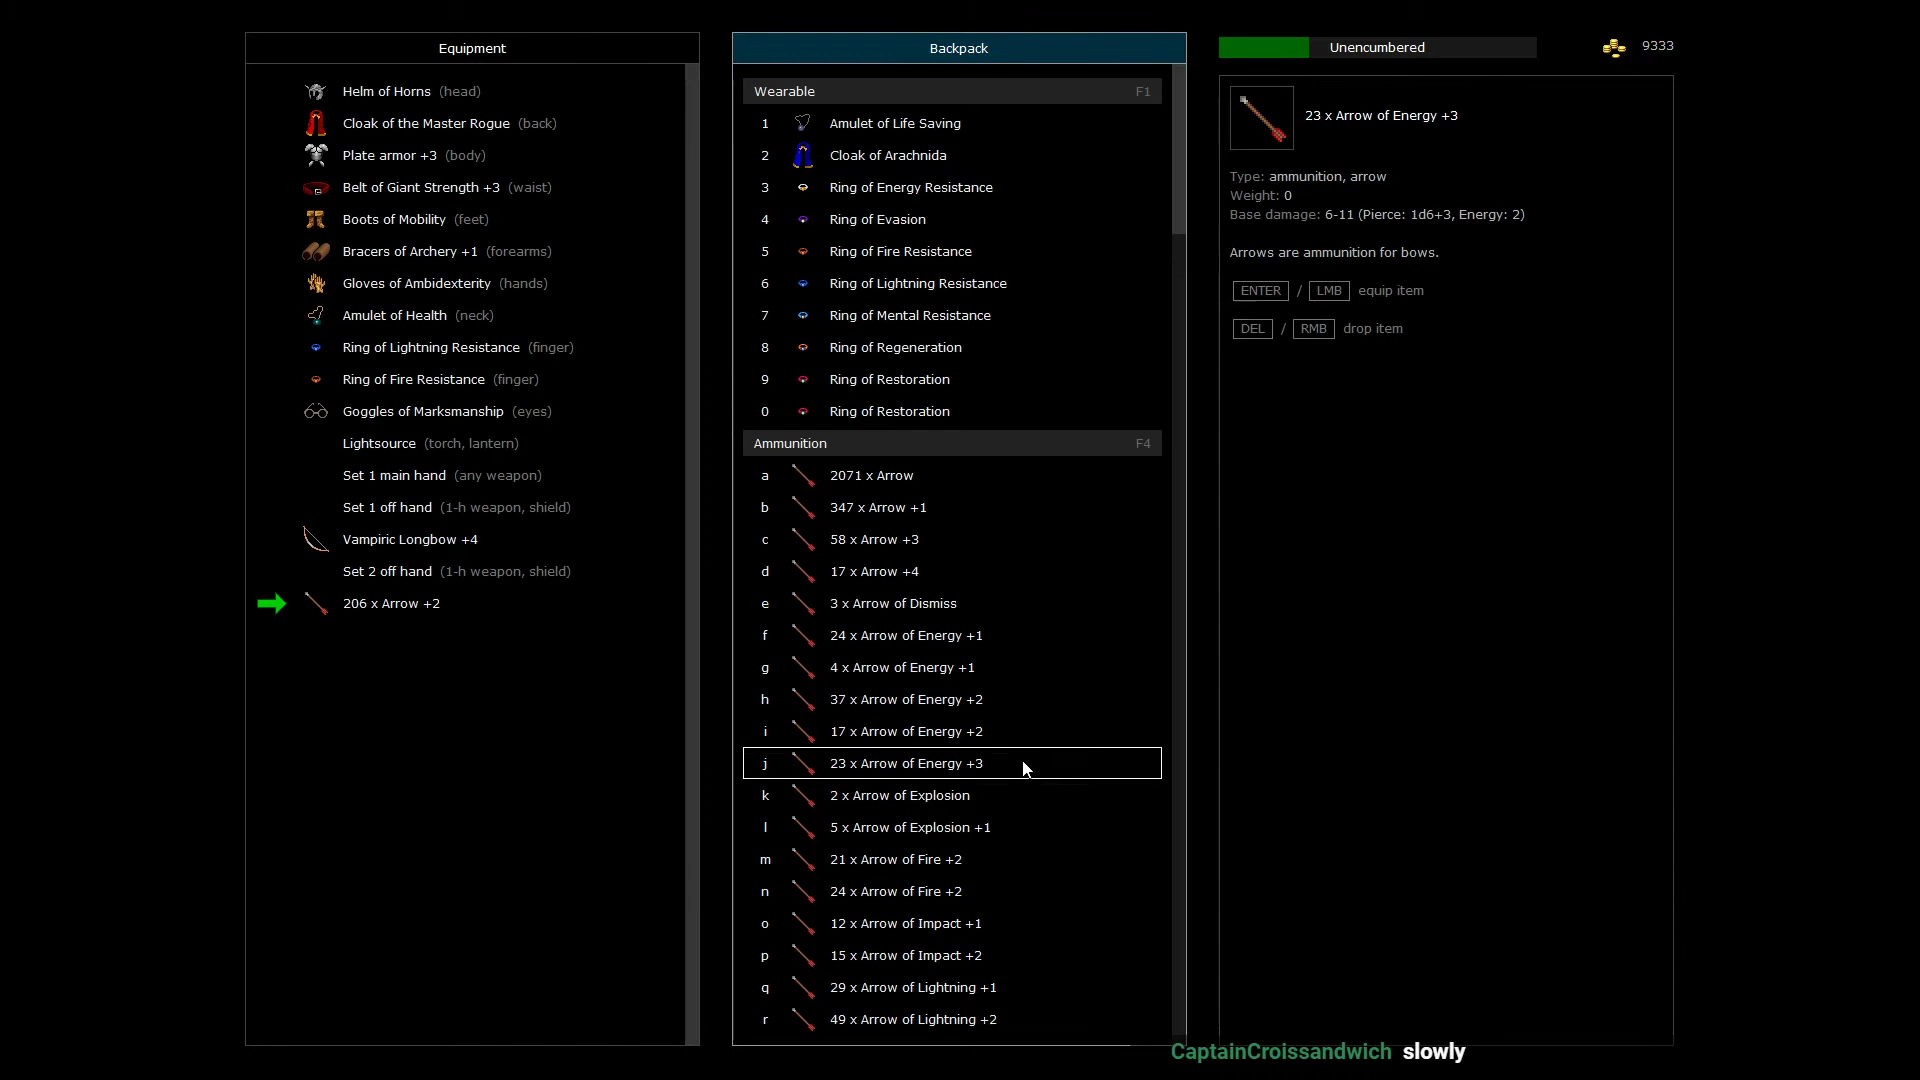 Equipment
Helm of Horns (head)
Cloak of the Master Rogue (back)
Plate armor +3 (body)
Belt of Giant Strength +3 (waist)
Boots of Mobility (feet)
Bracers of Archery +1 (forearms)
Gloves of Ambidexterity (hands)
Amulet of Health (neck)
Ring of Lightning Resistance (finger)
Ring of Fire Resistance (finger)
Goggles of Marksmanship (eyes)
Lightsource (torch, lantern)
Set 1 main hand (any weapon)
Set 1 off hand (1-h weapon, shield)
Vampiric Longbow +4
Set 2 off hand (1-h weapon, shield)
206 x Arrow +2
Backpack
Wearable F1
1 Amulet of Life Saving
2 Cloak of Arachnida
3 Ring of Energy Resistance
4 Ring of Evasion
5 Ring of Fire Resistance
6 Ring of Lightning Resistance
7 Ring of Mental Resistance
8 Ring of Regeneration
9 Ring of Restoration
0 Ring of Restoration
Ammunition F4
a 2071 x Arrow
b 347 x Arrow +1
c 58 x Arrow +3
d 17 x Arrow +4
e 3 x Arrow of Dismiss
f 24 x Arrow of Energy +1
g 4 x Arrow of Energy +1
h 37 x Arrow of Energy +2
i 17 x Arrow of Energy +2
j 23 x Arrow of Energy +3
k 2 x Arrow of Explosion
l 5 x Arrow of Explosion +1
m 21 x Arrow of Fire +2
n 24 x Arrow of Fire +2
o 12 x Arrow of Impact +1
p 15 x Arrow of Impact +2
q 29 x Arrow of Lightning +1
r 49 x Arrow of Lightning +2
Unencumbered
9333
23 x Arrow of Energy +3
Type: ammunition, arrow
Weight: 0
Base damage: 6-11 (Pierce: 1d6+3, Energy: 2)
Arrows are ammunition for bows.
ENTER / LMB equip item
DEL / RMB drop item
CaptainCroissandwich slowly